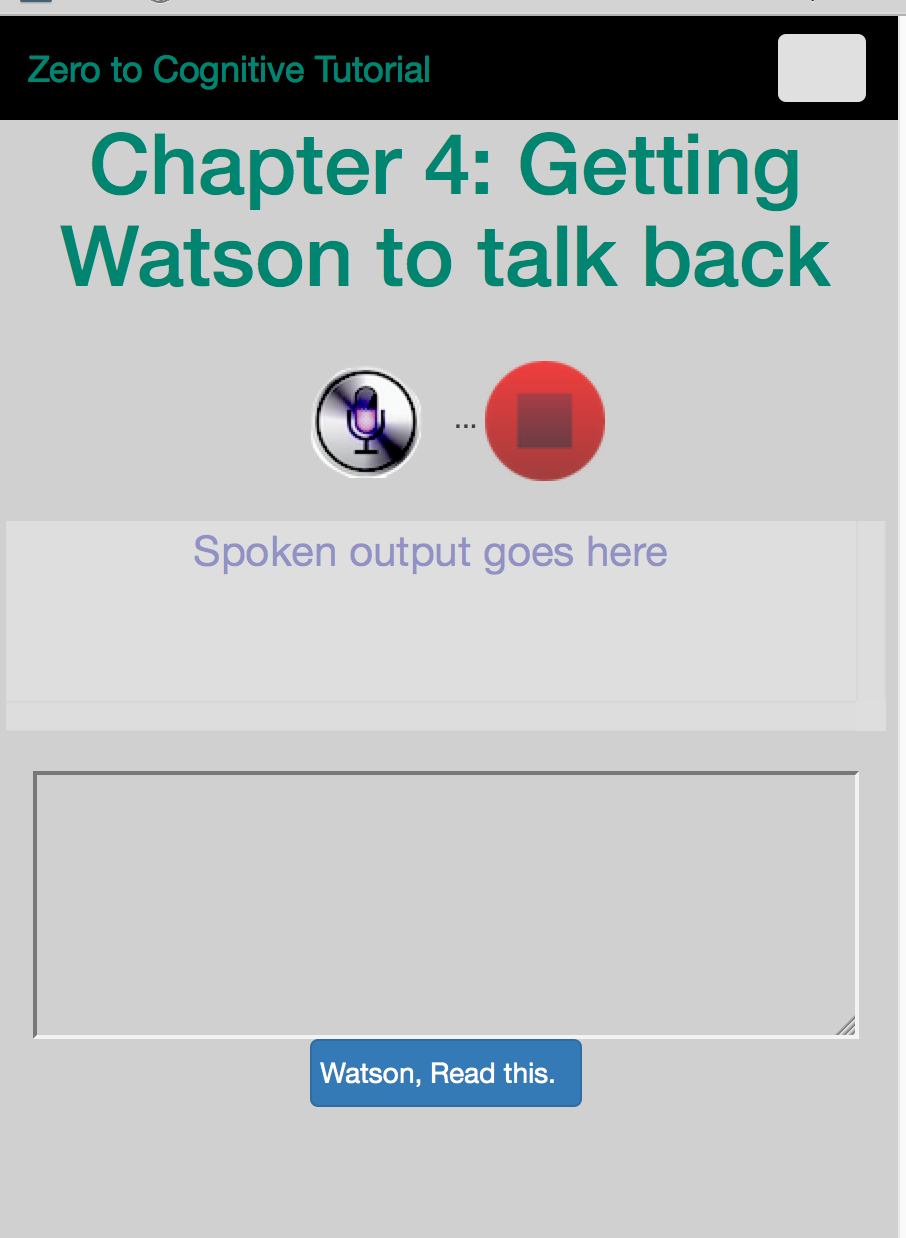 Zero to Cognitive Tutorial
Chapter 4: Getting
Watson to talk back
...
Spoken output goes here
Watson, Read this.